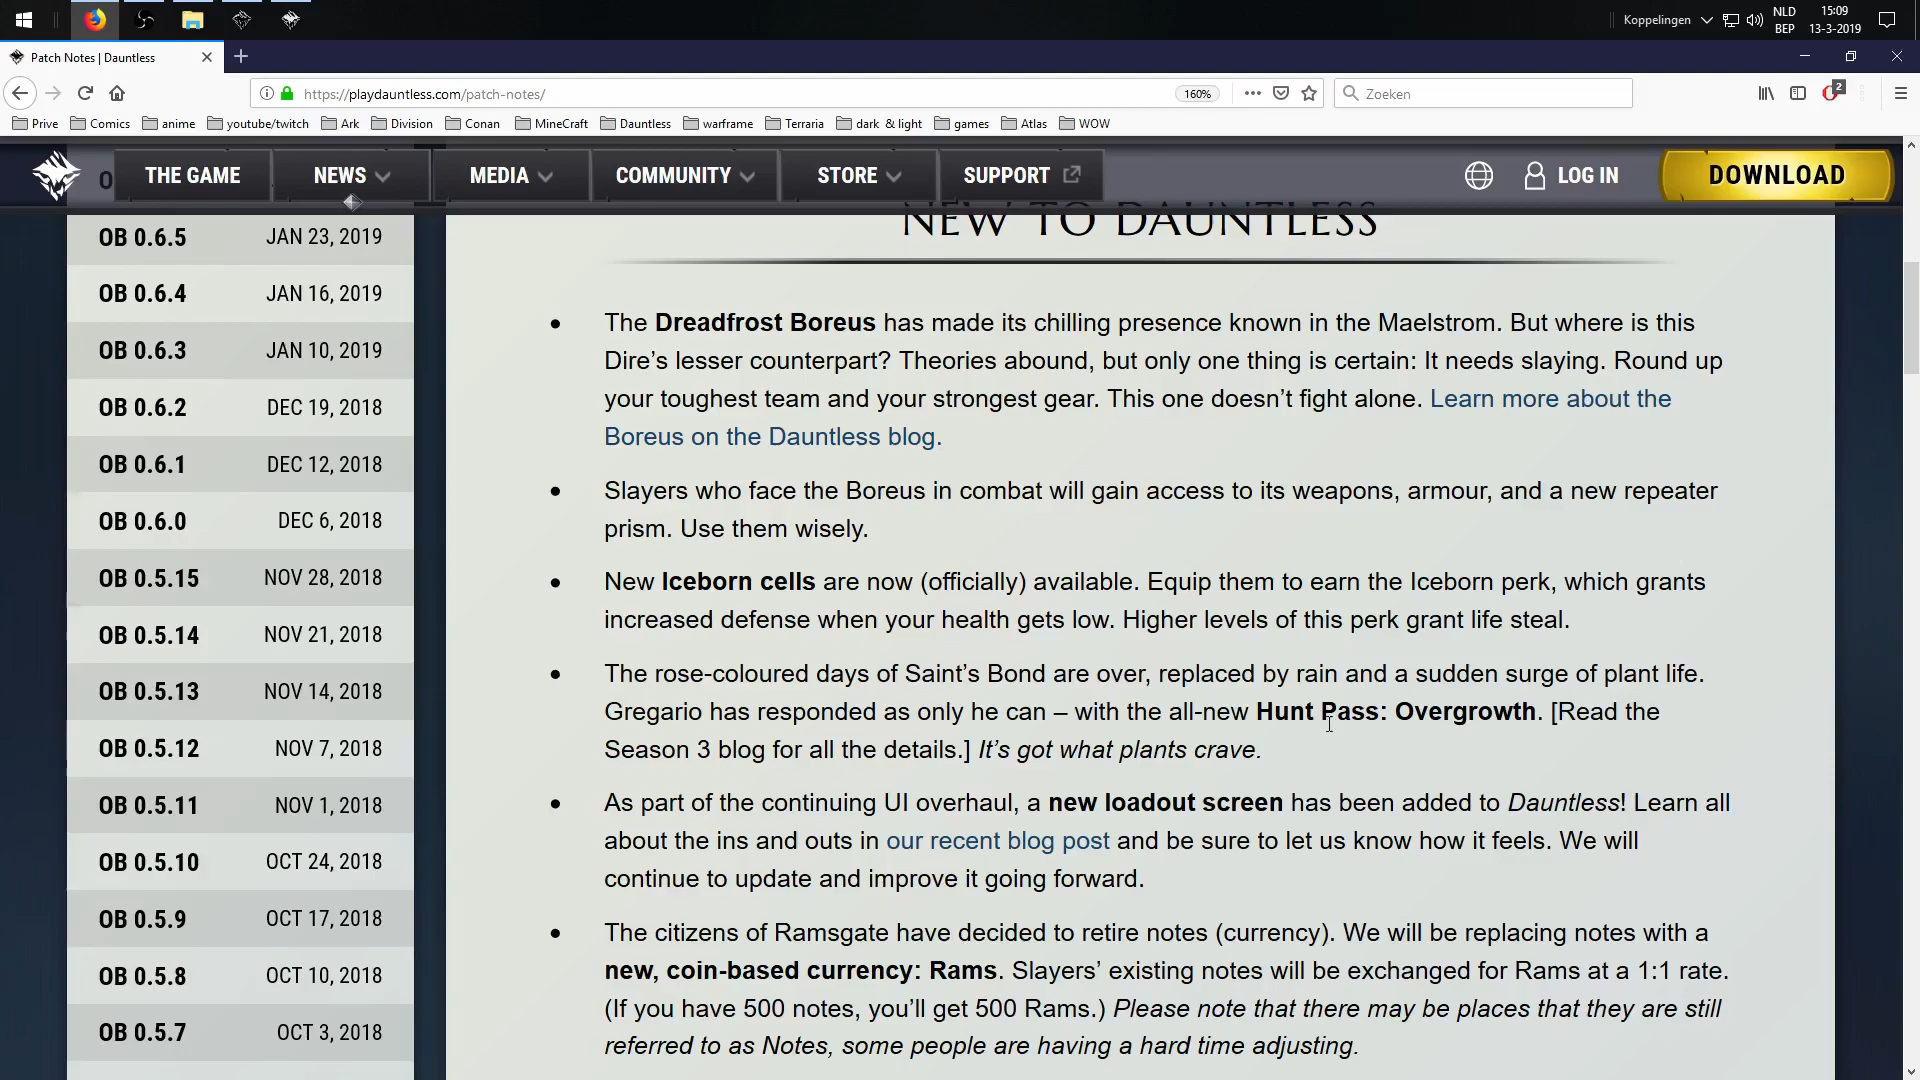 Koppelingen
NLD
BEP
15:09
13-3-2019
Patch Notes | Dauntless
https://playdauntless.com/patch-notes/
160%
Zoeken
2
Prive
Comics
anime
youtube/twitch
Ark
Division
Conan
MineCraft
Dauntless
warframe
Terraria
dark & light
games
Atlas
WOW
THE GAME
NEWS
MEDIA
COMMUNITY
STORE
SUPPORT
LOG IN
DOWNLOAD
OB 0.6.5 JAN 23, 2019
OB 0.6.4 JAN 16, 2019
OB 0.6.3 JAN 10, 2019
OB 0.6.2 DEC 19, 2018
OB 0.6.1 DEC 12, 2018
OB 0.6.0 DEC 6, 2018
OB 0.5.15 NOV 28, 2018
OB 0.5.14 NOV 21, 2018
OB 0.5.13 NOV 14, 2018
OB 0.5.12 NOV 7, 2018
OB 0.5.11 NOV 1, 2018
OB 0.5.10 OCT 24, 2018
OB 0.5.9 OCT 17, 2018
OB 0.5.8 OCT 10, 2018
OB 0.5.7 OCT 3, 2018
NEW TO DAUNTLESS
• The Dreadfrost Boreus has made its chilling presence known in the Maelstrom. But where is this
Dire’s lesser counterpart? Theories abound, but only one thing is certain: It needs slaying. Round up
your toughest team and your strongest gear. This one doesn’t fight alone. Learn more about the
Boreus on the Dauntless blog.
• Slayers who face the Boreus in combat will gain access to its weapons, armour, and a new repeater
prism. Use them wisely.
• New Iceborn cells are now (officially) available. Equip them to earn the Iceborn perk, which grants
increased defense when your health gets low. Higher levels of this perk grant life steal.
• The rose-coloured days of Saint’s Bond are over, replaced by rain and a sudden surge of plant life.
Gregario has responded as only he can – with the all-new Hunt Pass: Overgrowth. [Read the
Season 3 blog for all the details.] It’s got what plants crave.
• As part of the continuing UI overhaul, a new loadout screen has been added to Dauntless! Learn all
about the ins and outs in our recent blog post and be sure to let us know how it feels. We will
continue to update and improve it going forward.
• The citizens of Ramsgate have decided to retire notes (currency). We will be replacing notes with a
new, coin-based currency: Rams. Slayers’ existing notes will be exchanged for Rams at a 1:1 rate.
(If you have 500 notes, you’ll get 500 Rams.) Please note that there may be places that they are still
referred to as Notes, some people are having a hard time adjusting.